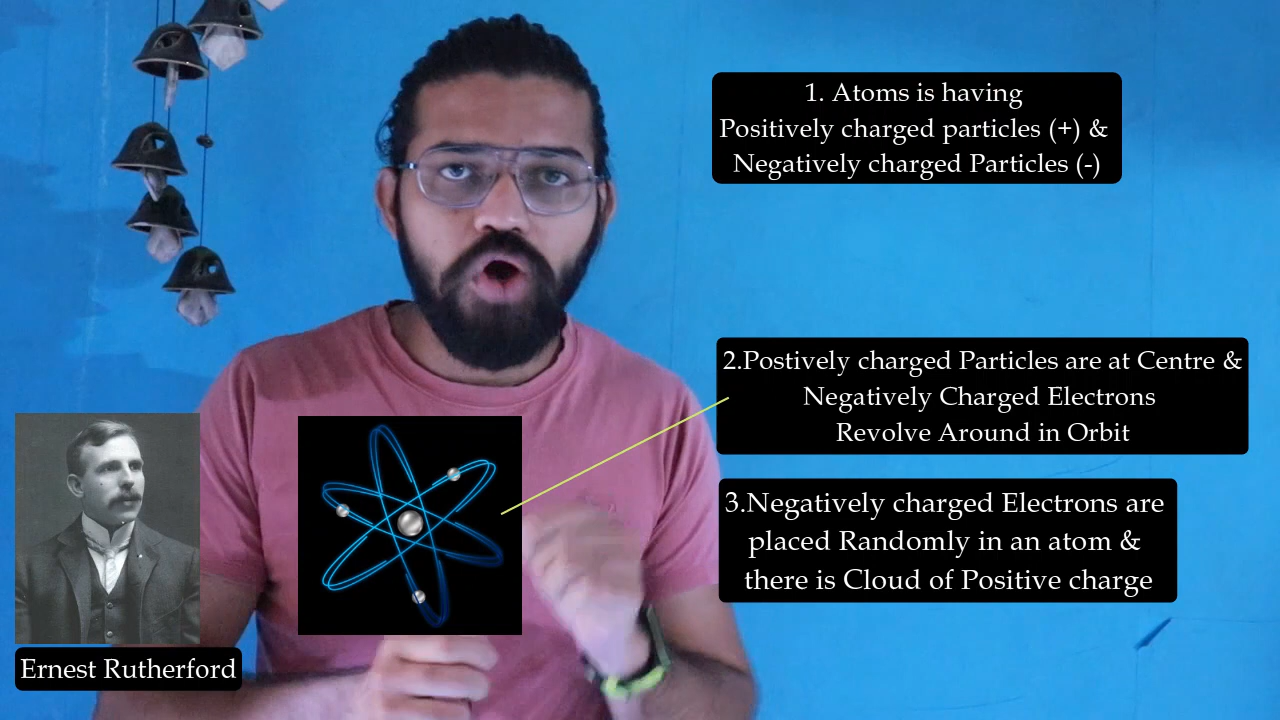 1. Atoms is having
Positively charged particles (+) &
Negatively charged Particles (-)
2.Postively charged Particles are at Centre &
Negatively Charged Electrons
Revolve Around in Orbit
3.Negatively charged Electrons are
placed Randomly in an atom &
there is Cloud of Positive charge
Ernest Rutherford